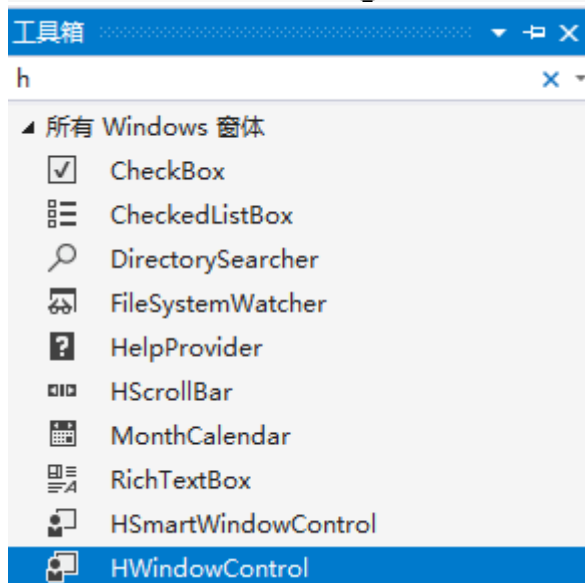 工具箱
h
所有 Windows 窗体
CheckBox
CheckedListBox
DirectorySearcher
FileSystemWatcher
HelpProvider
HScrollBar
MonthCalendar
RichTextBox
HSmartWindowControl
HWindowControl